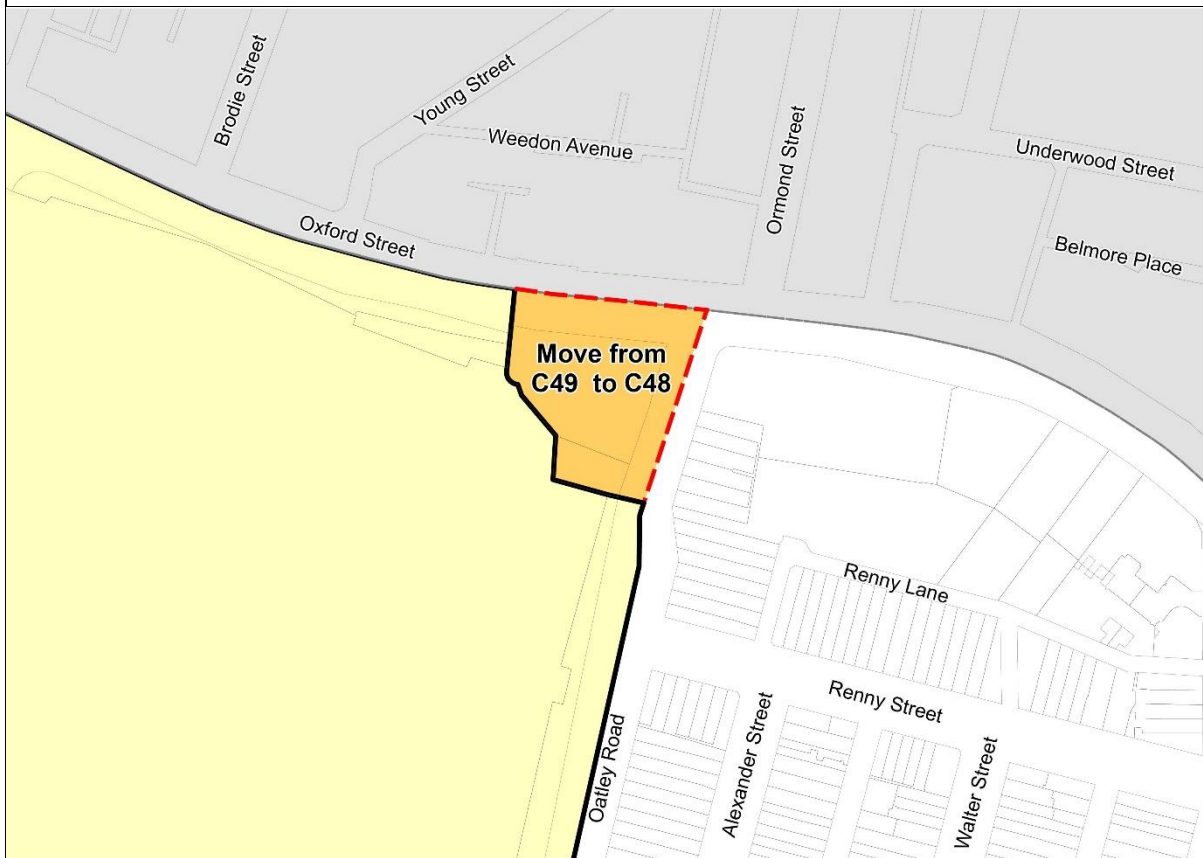 Brodie Street
Young Street
Weedon Avenue
Ormond Street
Underwood Street
Belmore Place
Oxford Street
Move from
C49 to C48
Renny Lane
Renny Street
Oatley Road
Alexander Street
Walter Street